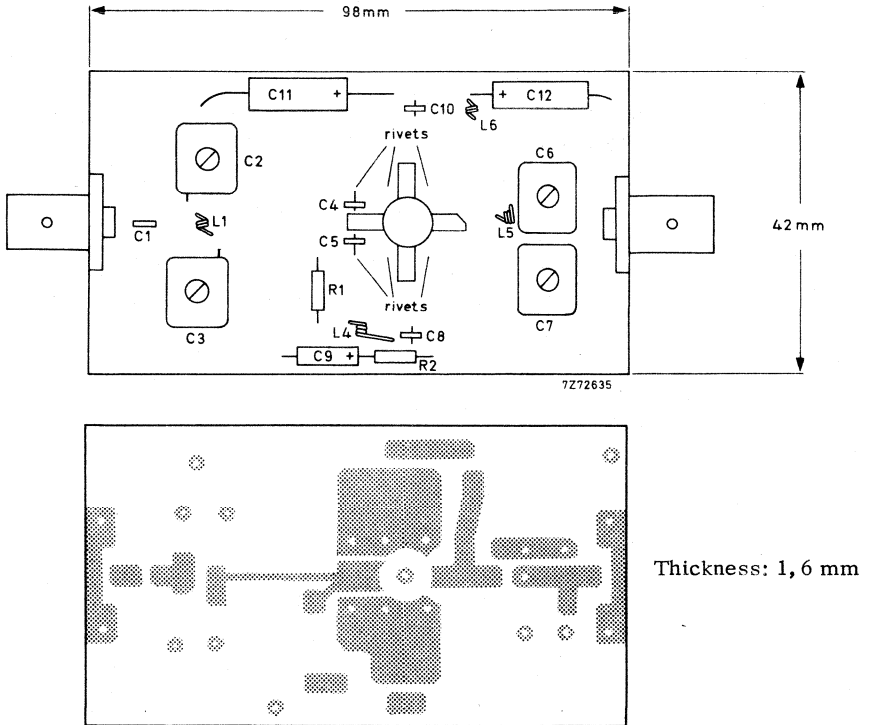 98mm
C11 +
C10
+ C12
L6
rivets
C2
C6
C4
C1
L1
L5
42mm
C5
R1
rivets
C3
L4
C8
C7
C9 +
R2
7Z72635
Thickness: 1, 6 mm